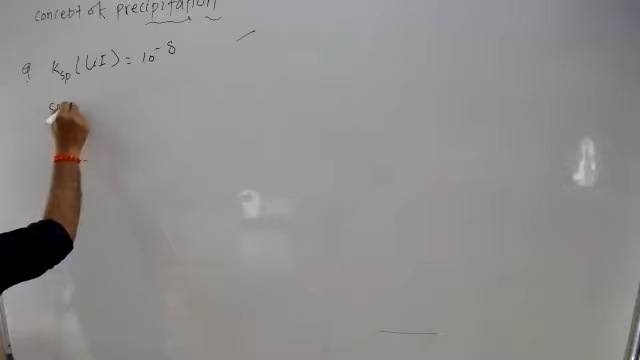 concept of precipitation
Q Ksp (LiI) = 10^-8